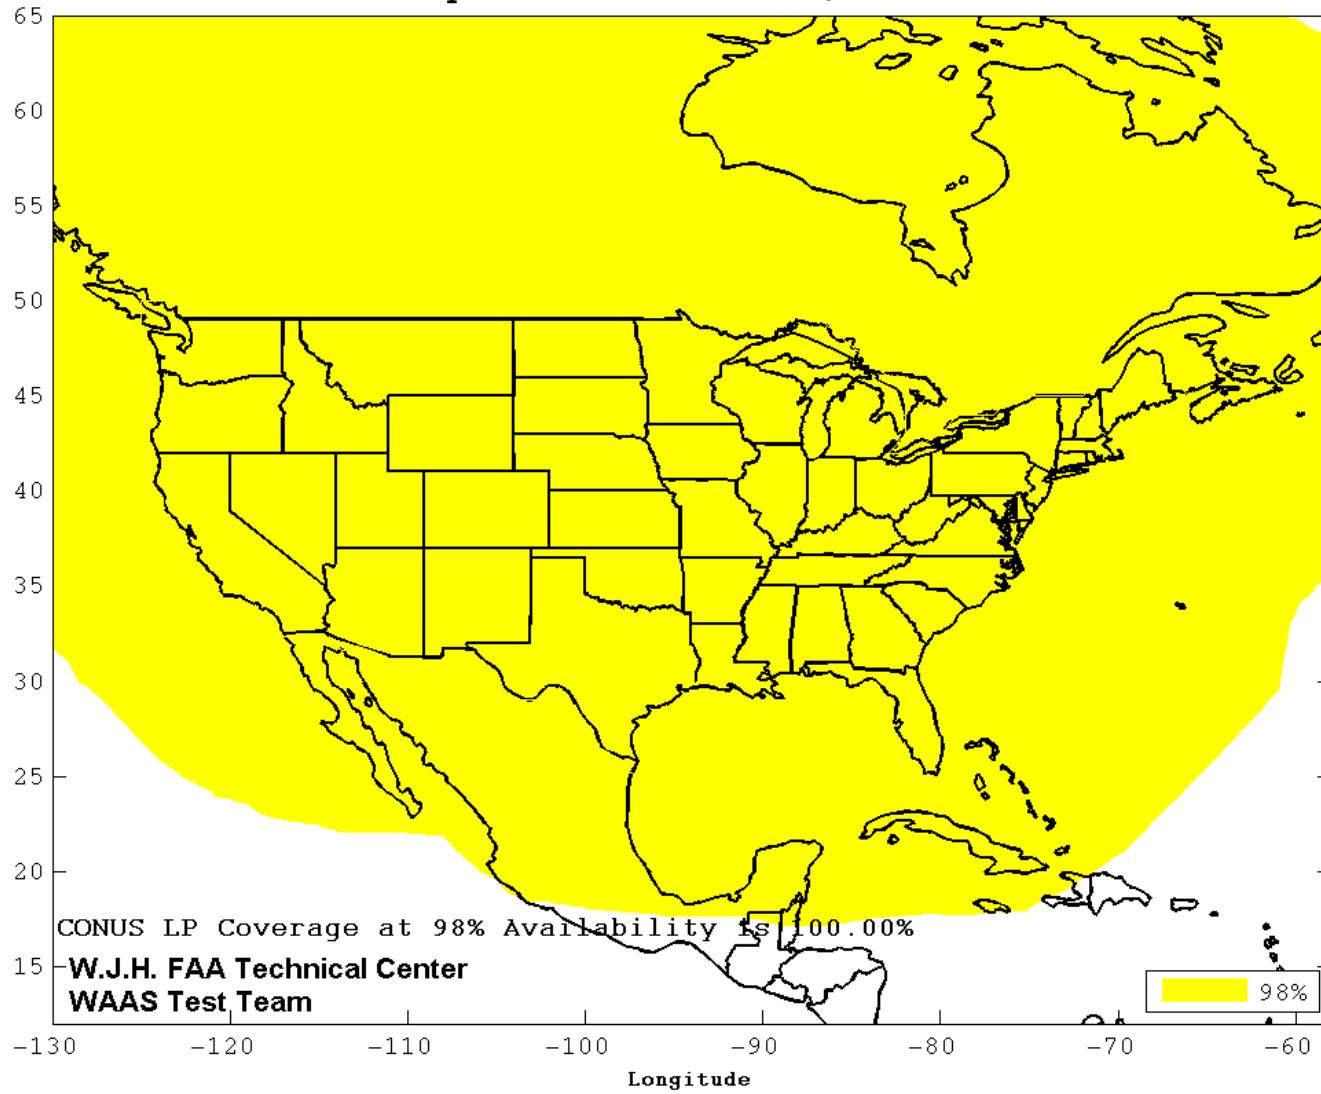 65
60
55
50
45
40
35
30
25
20
15
CONUS LP Coverage at 98% Availability is 100.00%
W.J.H. FAA Technical Center
WAAS Test Team
98%
-130 -120 -110 -100 -90 -80 -70 -60
Longitude